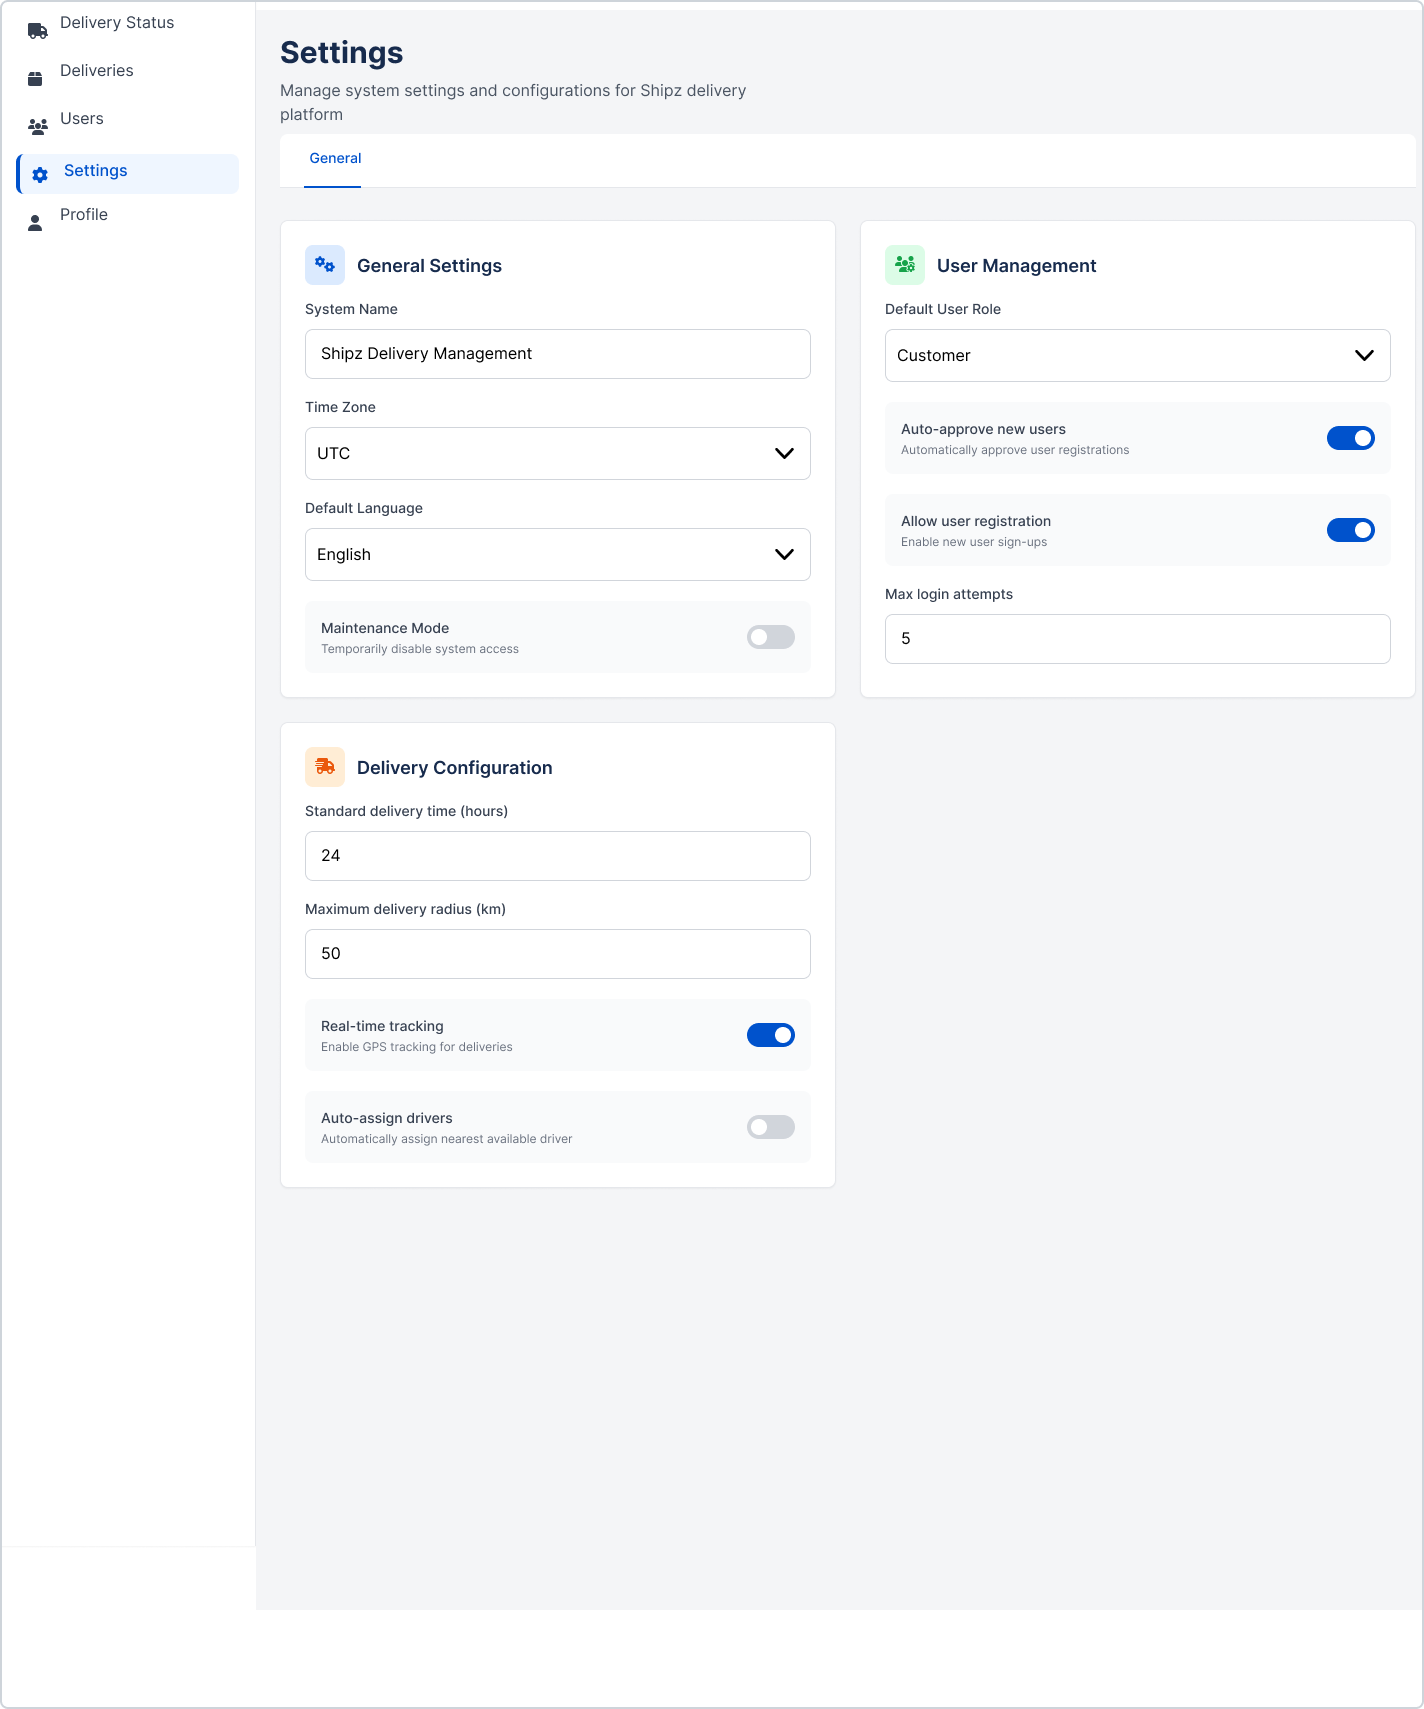 Delivery Status
Deliveries
Users
Settings
Profile
Settings
Manage system settings and configurations for Shipz delivery
platform
General
General Settings
System Name
Shipz Delivery Management
Time Zone
UTC
Default Language
English
Maintenance Mode
Temporarily disable system access
User Management
Default User Role
Customer
Auto-approve new users
Automatically approve user registrations
Allow user registration
Enable new user sign-ups
Max login attempts
5
Delivery Configuration
Standard delivery time (hours)
24
Maximum delivery radius (km)
50
Real-time tracking
Enable GPS tracking for deliveries
Auto-assign drivers
Automatically assign nearest available driver